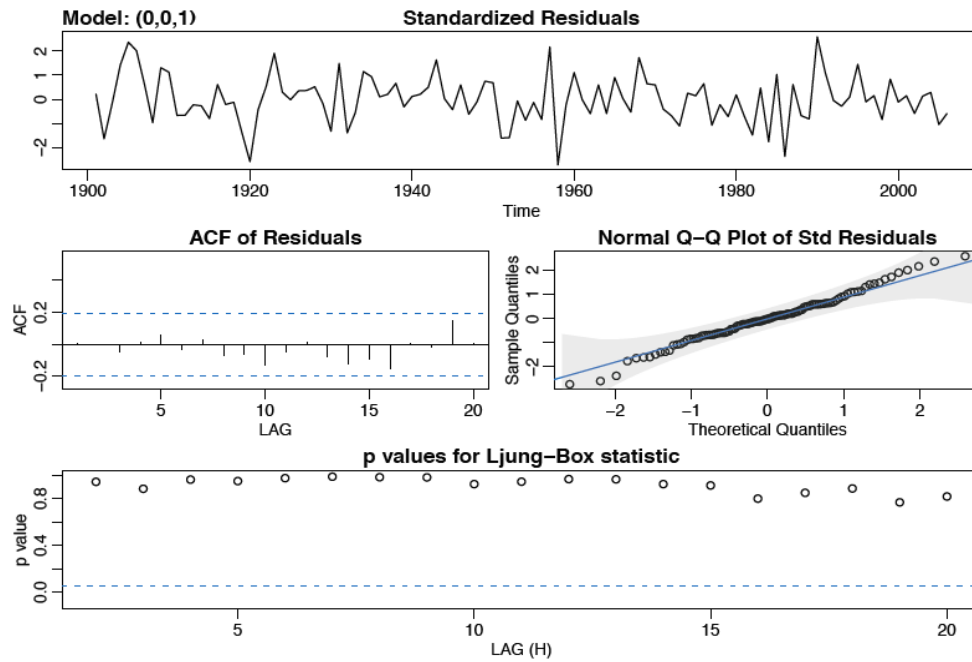 Model: (0,0,1) Standardized Residuals
2
1
0
−2
1900 1920 1940 1960 1980 2000
Time
ACF of Residuals
ACF
0.2
−0.2
5 10 15 20
LAG
Normal Q−Q Plot of Std Residuals
Sample Quantiles
2
1
0
−2
−2 −1 0 1 2
Theoretical Quantiles
p values for Ljung−Box statistic
p value
0.8
0.4
0.0
5 10 15 20
LAG (H)